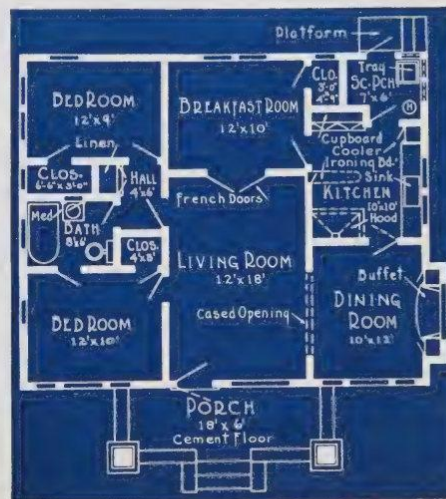 Platform
Tray
SC. PCH
7'x6'
CLO.
3'-0"
4'-9"
BED ROOM
12'x9'
BREAKFAST ROOM
12'x10'
Linen
Cupboard
Cooler
Ironing Bd.
Sink
KITCHEN
10'x10'
Hood
CLOS.
6'-6"x3'-0"
HALL
4'x6'
French Doors
Med
BATH
8'x6'
CLOS.
4'x3'
LIVING ROOM
12'x18'
Buffet
DINING
ROOM
10'x12'
Cased Opening
BED ROOM
12'x10'
PORCH
18'x6'
Cement Floor